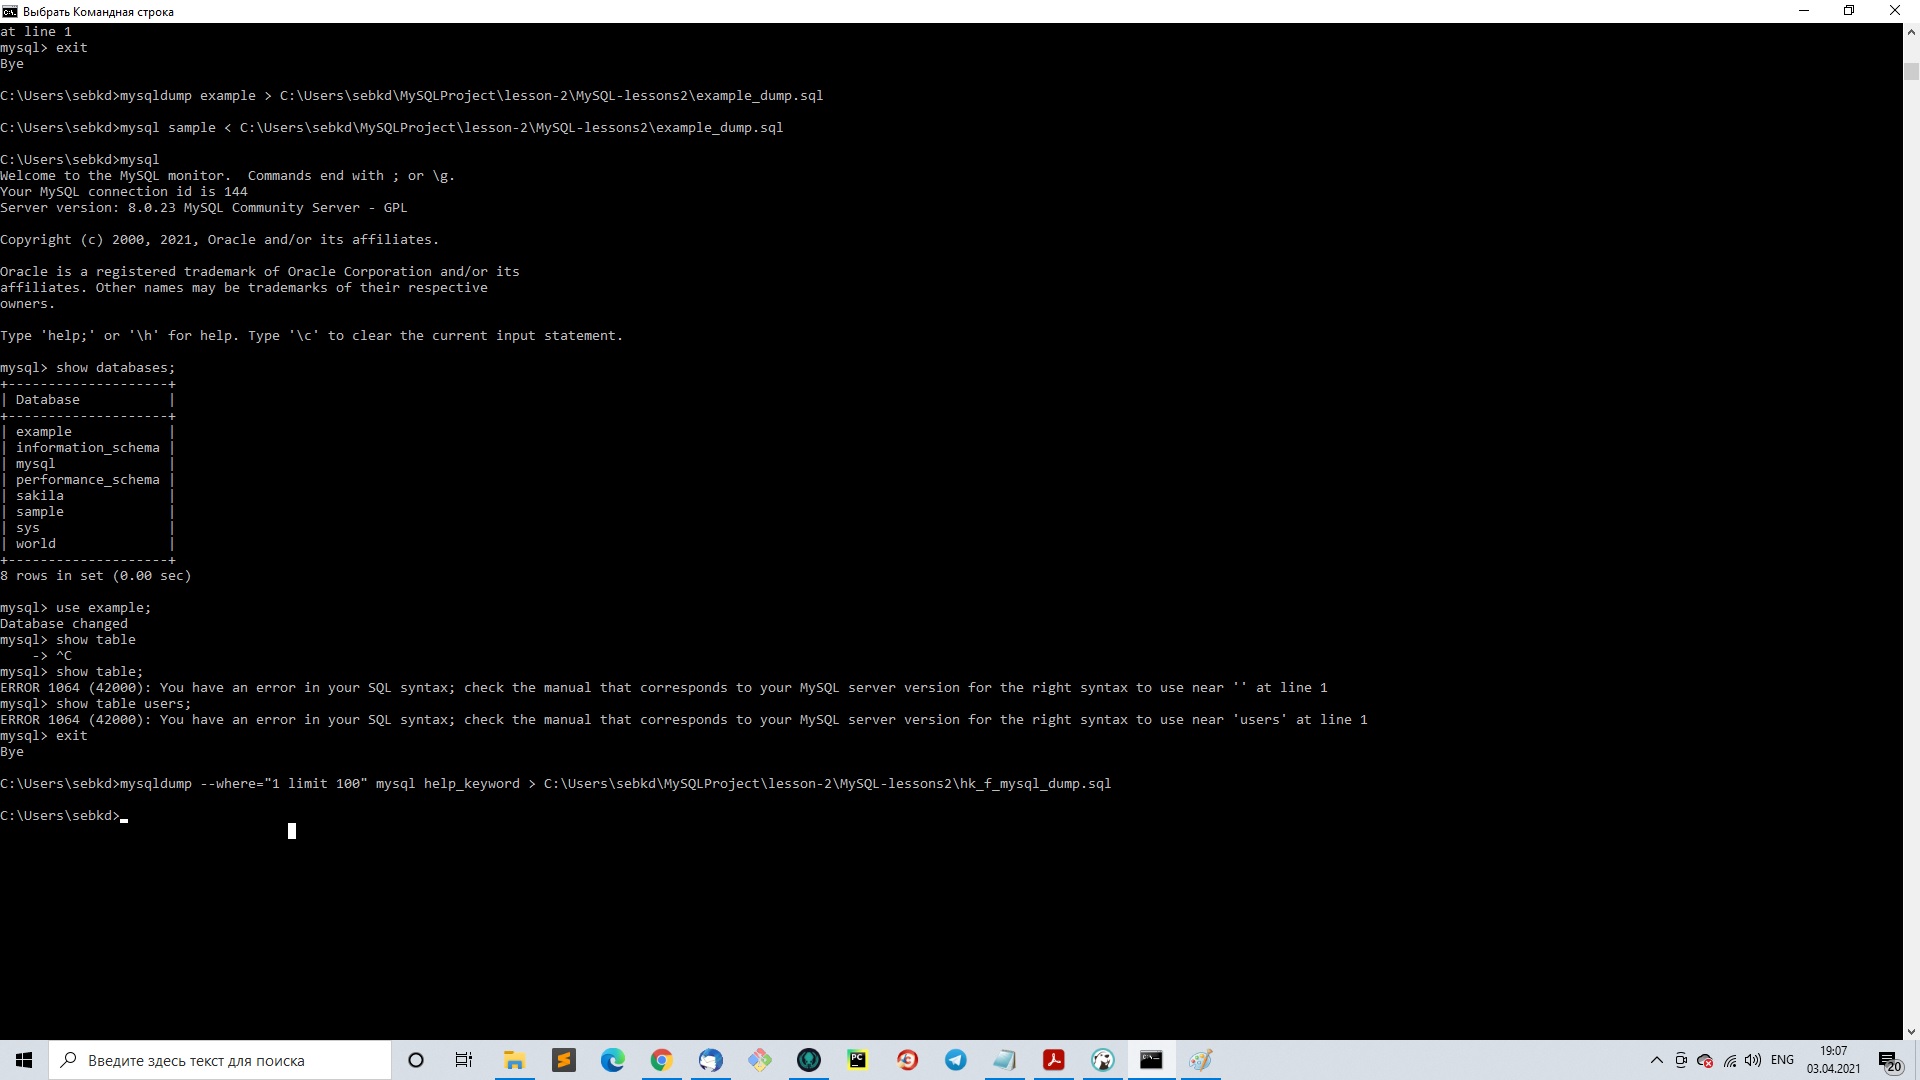 Выбрать Командная строка
at line 1
mysql> exit
Bye
C:\Users\sebkd>mysqldump example > C:\Users\sebkd\MySQLProject\lesson-2\MySQL-lessons2\example_dump.sql
C:\Users\sebkd>mysql sample < C:\Users\sebkd\MySQLProject\lesson-2\MySQL-lessons2\example_dump.sql
C:\Users\sebkd>mysql
Welcome to the MySQL monitor.  Commands end with ; or \g.
Your MySQL connection id is 144
Server version: 8.0.23 MySQL Community Server - GPL
Copyright (c) 2000, 2021, Oracle and/or its affiliates.
Oracle is a registered trademark of Oracle Corporation and/or its
affiliates. Other names may be trademarks of their respective
owners.
Type 'help;' or '\h' for help. Type '\c' to clear the current input statement.
mysql> show databases;
+--------------------+
| Database           |
+--------------------+
| example            |
| information_schema |
| mysql              |
| performance_schema |
| sakila             |
| sample             |
| sys                |
| world              |
+--------------------+
8 rows in set (0.00 sec)
mysql> use example;
Database changed
mysql> show table
    -> ^C
mysql> show table;
ERROR 1064 (42000): You have an error in your SQL syntax; check the manual that corresponds to your MySQL server version for the right syntax to use near '' at line 1
mysql> show table users;
ERROR 1064 (42000): You have an error in your SQL syntax; check the manual that corresponds to your MySQL server version for the right syntax to use near 'users' at line 1
mysql> exit
Bye
C:\Users\sebkd>mysqldump --where="1 limit 100" mysql help_keyword > C:\Users\sebkd\MySQLProject\lesson-2\MySQL-lessons2\hk_f_mysql_dump.sql
C:\Users\sebkd>
Введите здесь текст для поиска
PC
ENG
19:07
03.04.2021
20